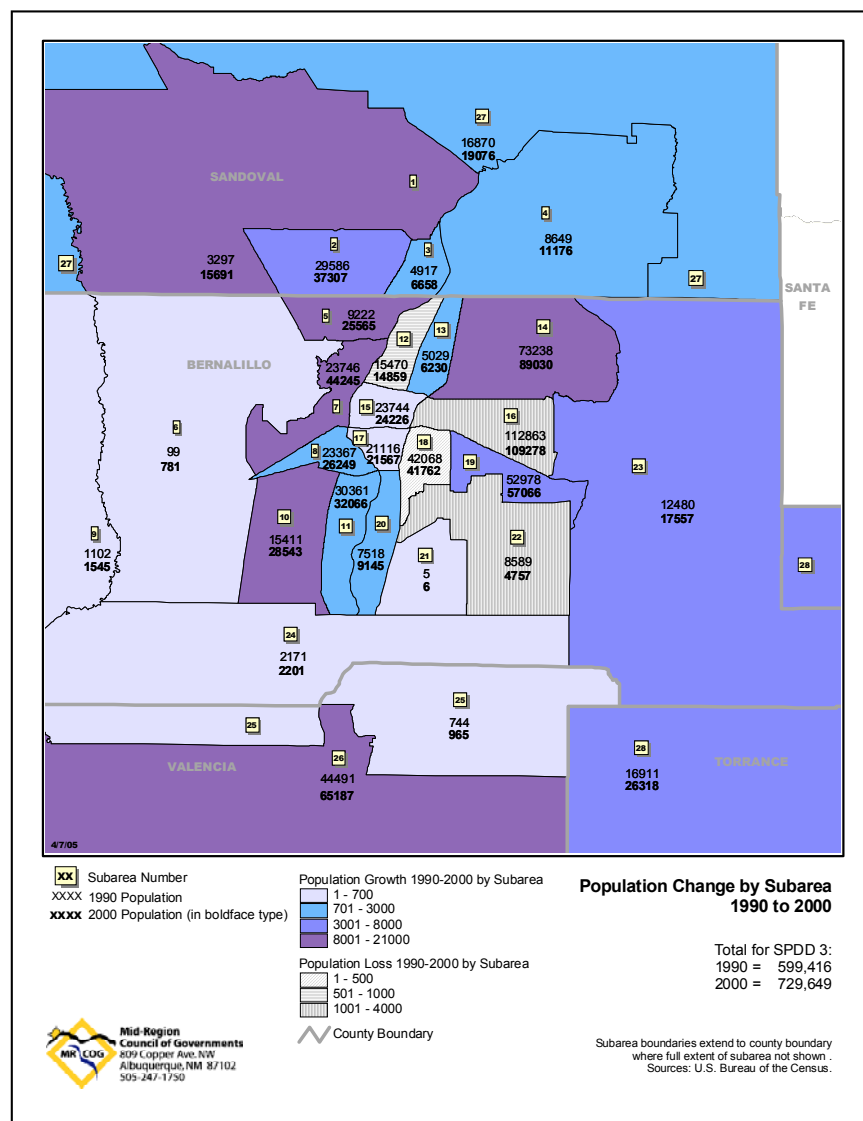 27
16870
19076
SANDOVAL
1
4
8649
11176
2
29586
37307
3
4917
6658
3297
15691
27
27
SANTA
FE
5
9222
25565
12
15470
14859
13
5029
6230
14
73238
89030
BERNALILLO
23746
44245
7
15
23744
24226
16
112863
109278
6
99
781
17
21116
21567
18
42068
41762
8
23367
26249
19
52978
57066
23
12480
17557
30361
32066
11
20
7518
9145
10
15411
28543
9
1102
1545
22
8589
4757
21
5
6
28
24
2171
2201
25
744
965
25
26
44491
65187
VALENCIA
28
16911
26318
TORRANCE
4/7/05
XX Subarea Number
XXXX 1990 Population
XXXX 2000 Population (in boldface type)
Population Growth 1990-2000 by Subarea
1 - 700
701 - 3000
3001 - 8000
8001 - 21000
Population Loss 1990-2000 by Subarea
1 - 500
501 - 1000
1001 - 4000
County Boundary
Population Change by Subarea
1990 to 2000
Total for SPDD 3:
1990 = 599,416
2000 = 729,649
MR COG
Mid-Region
Council of Governments
809 Copper Ave. NW
Albuquerque, NM 87102
505-247-1750
Subarea boundaries extend to county boundary
where full extent of subarea not shown .
Sources: U.S. Bureau of the Census.